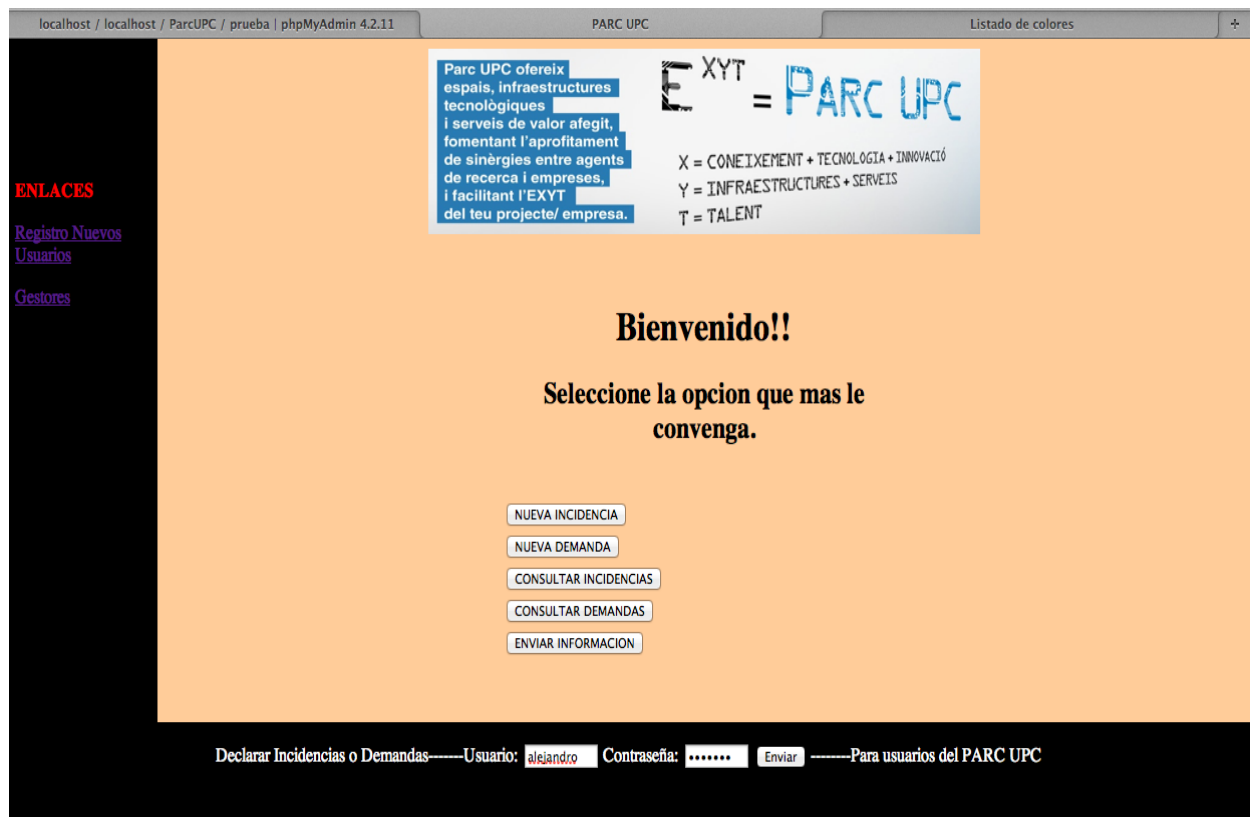 localhost / localhost / ParcUPC / prueba | phpMyAdmin 4.2.11
PARC UPC
Listado de colores
+
ENLACES
Registro Nuevos
Usuarios
Gestores
Parc UPC ofereix
espais, infraestructures
tecnològiques
i serveis de valor afegit,
fomentant l'aprofitament
de sinèrgies entre agents
de recerca i empreses,
i facilitant l'EXYT
del teu projecte/ empresa.
E XYT = PARC UPC
X = CONEIXEMENT + TECNOLOGIA + INNOVACIÓ
Y = INFRAESTRUCTURES + SERVEIS
T = TALENT
Bienvenido!!
Seleccione la opcion que mas le
convenga.
NUEVA INCIDENCIA
NUEVA DEMANDA
CONSULTAR INCIDENCIAS
CONSULTAR DEMANDAS
ENVIAR INFORMACION
Declarar Incidencias o Demandas-------Usuario: alejandro Contraseña: ••••••• Enviar --------Para usuarios del PARC UPC